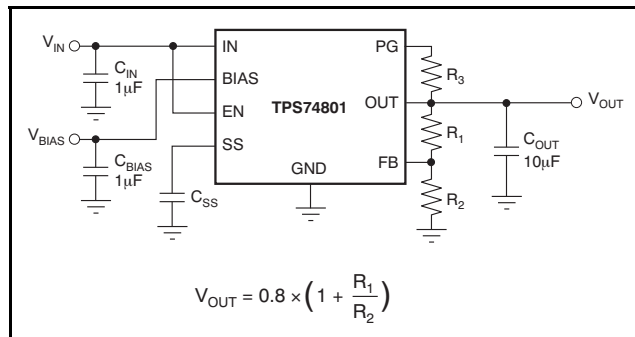 V_IN
C_IN
1μF
V_BIAS
C_BIAS
1μF
C_SS
IN
BIAS
EN
SS
TPS74801
GND
PG
OUT
FB
R_3
R_1
R_2
V_OUT
C_OUT
10μF
V_OUT = 0.8 × (1 + R_1/R_2)